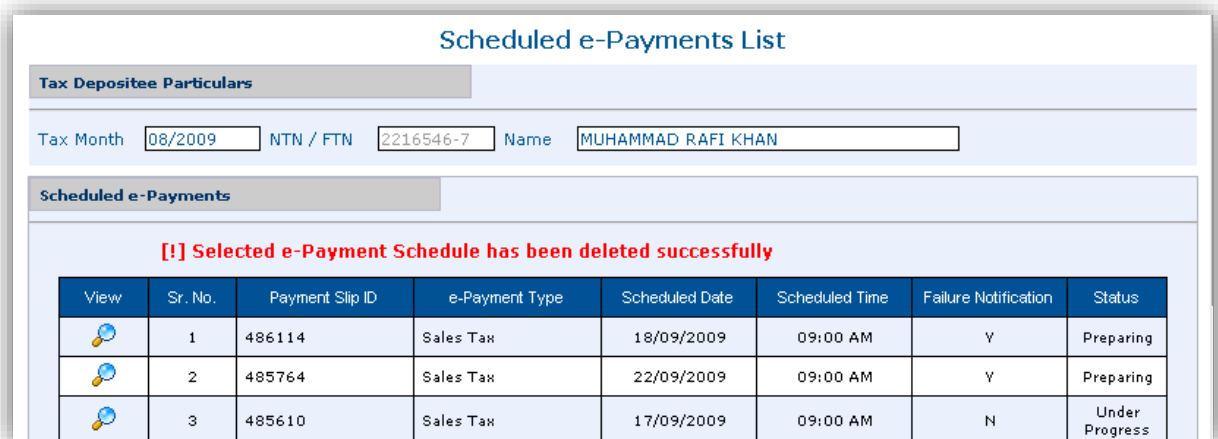 Scheduled e-Payments List
Tax Depositee Particulars
Tax Month 08/2009 NTN / FTN 2216546-7 Name MUHAMMAD RAFI KHAN
Scheduled e-Payments
[!] Selected e-Payment Schedule has been deleted successfully
View Sr. No. Payment Slip ID e-Payment Type Scheduled Date Scheduled Time Failure Notification Status
1 486114 Sales Tax 18/09/2009 09:00 AM Y Preparing
2 485764 Sales Tax 22/09/2009 09:00 AM Y Preparing
3 485610 Sales Tax 17/09/2009 09:00 AM N Under Progress